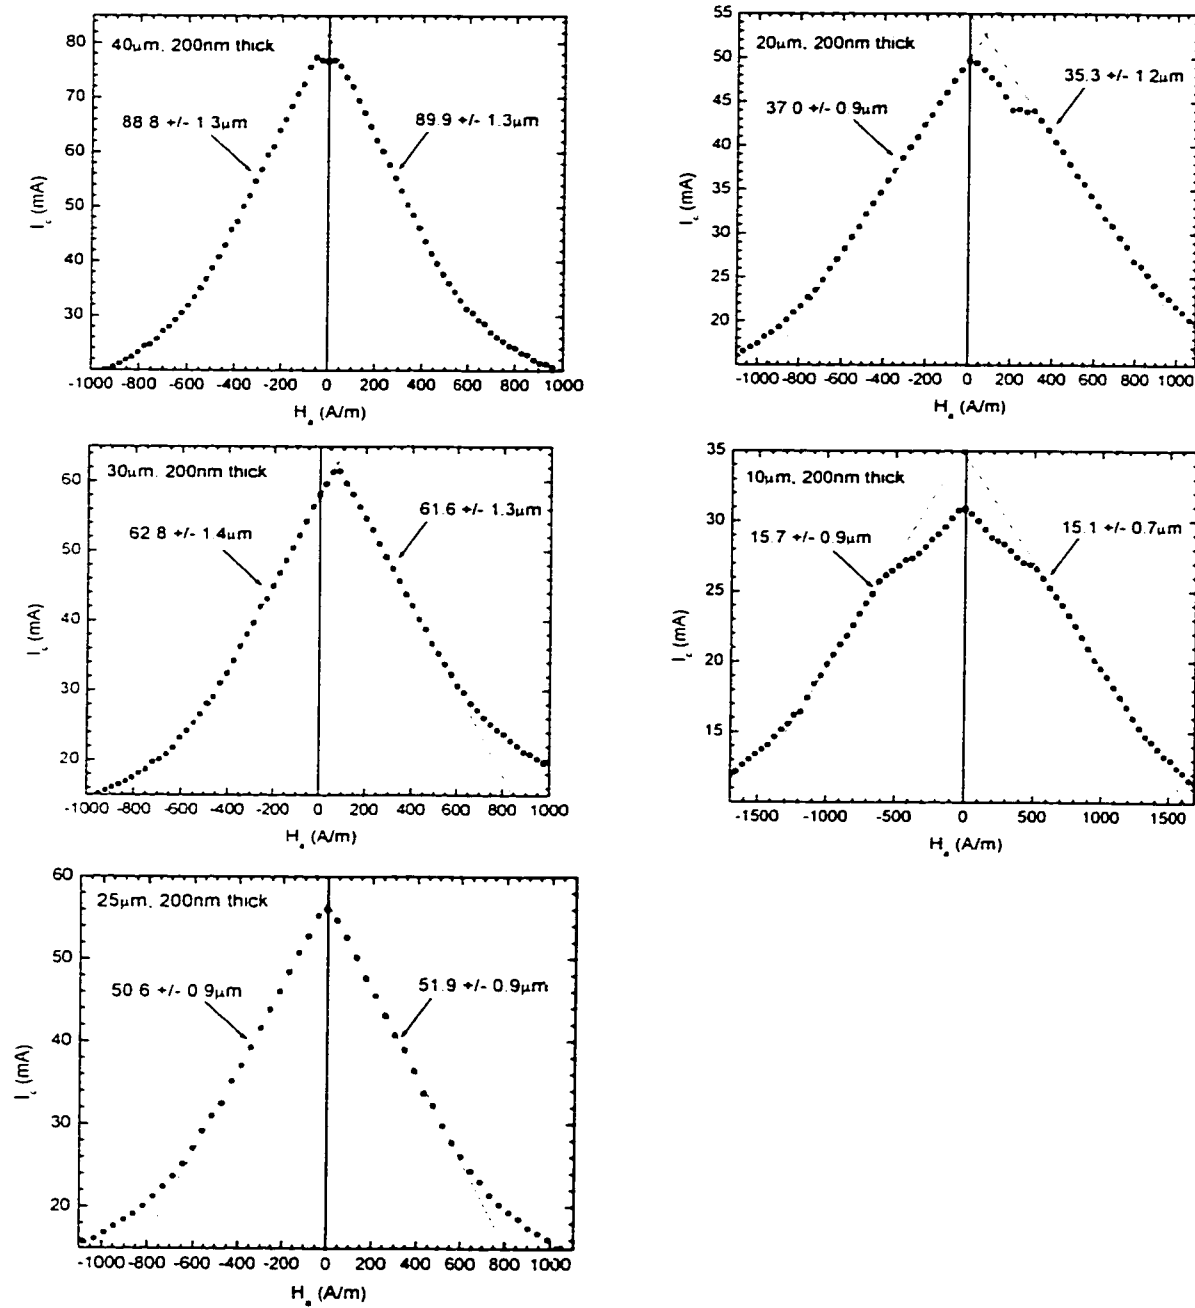 40μm, 200nm thick
88.8 +/- 1.3μm
89.9 +/- 1.3μm
80
70
60
50
40
30
I_c (mA)
-1000 -800 -600 -400 -200 0 200 400 600 800 1000
H_a (A/m)
20μm, 200nm thick
37.0 +/- 0.9μm
35.3 +/- 1.2μm
55
50
45
40
35
30
25
20
I_c (mA)
-1000 -800 -600 -400 -200 0 200 400 600 800 1000
H_a (A/m)
30μm, 200nm thick
62.8 +/- 1.4μm
61.6 +/- 1.3μm
60
50
40
30
20
I_c (mA)
-1000 -800 -600 -400 -200 0 200 400 600 800 1000
H_a (A/m)
10μm, 200nm thick
15.7 +/- 0.9μm
15.1 +/- 0.7μm
35
30
25
20
15
I_c (mA)
-1500 -1000 -500 0 500 1000 1500
H_a (A/m)
25μm, 200nm thick
50.6 +/- 0.9μm
51.9 +/- 0.9μm
60
50
40
30
20
I_c (mA)
-1000 -800 -600 -400 -200 0 200 400 600 800 1000
H_a (A/m)